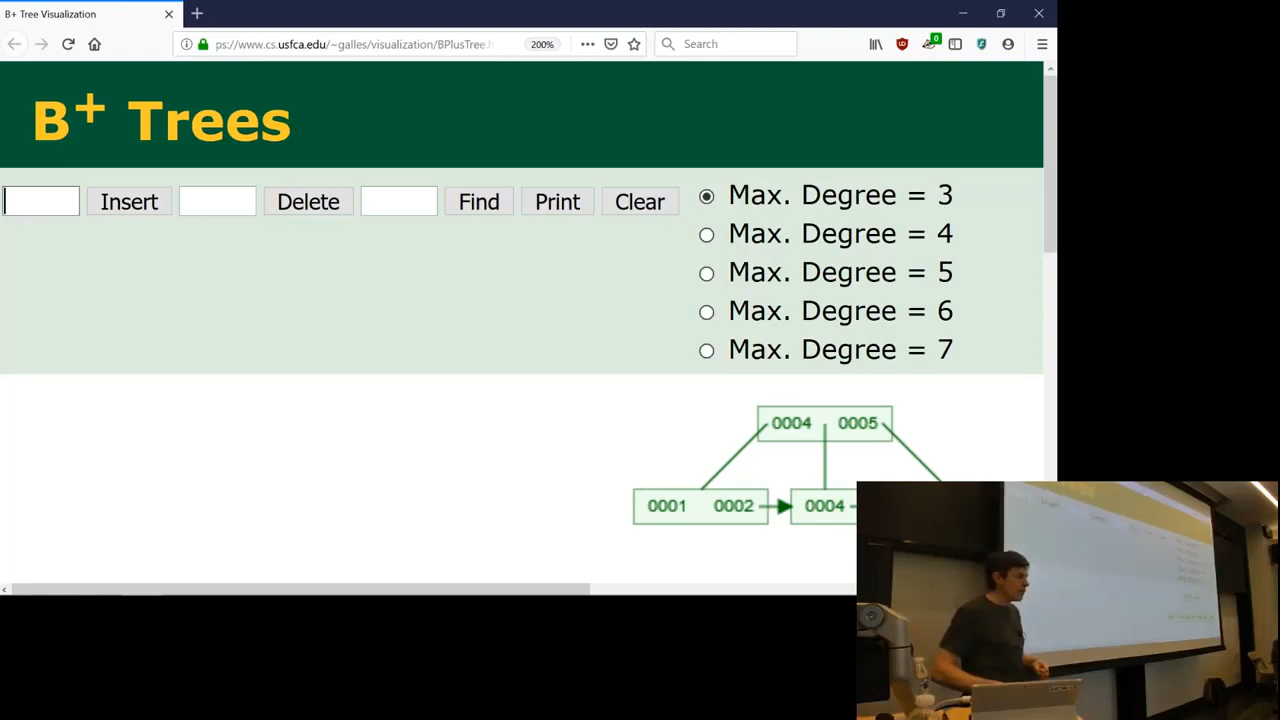 B+ Tree Visualization
ps://www.cs.usfca.edu/~galles/visualization/BPlusTree.h
200%
Search
0
B+ Trees
Insert
Delete
Find
Print
Clear
Max. Degree = 3
Max. Degree = 4
Max. Degree = 5
Max. Degree = 6
Max. Degree = 7
0004 0005
0001 0002 0004